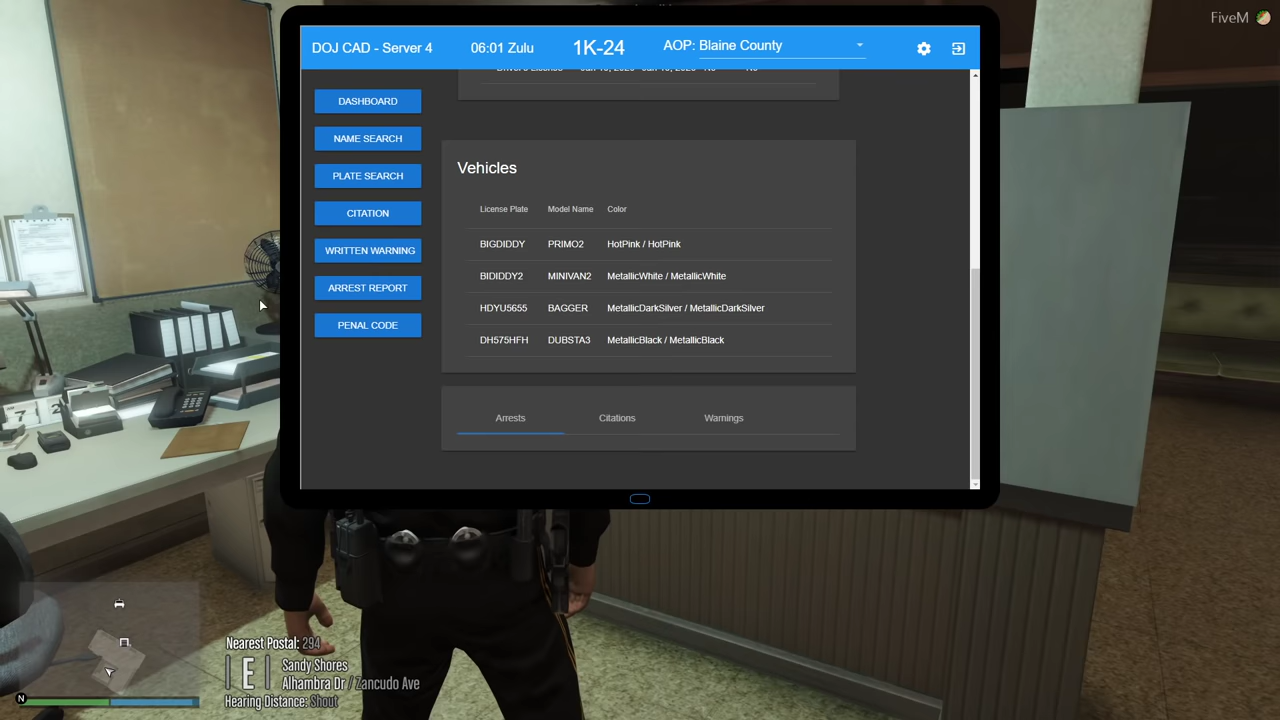 FiveM
DOJ CAD - Server 4
06:01 Zulu
1K-24
AOP: Blaine County
DASHBOARD
NAME SEARCH
PLATE SEARCH
CITATION
WRITTEN WARNING
ARREST REPORT
PENAL CODE
Vehicles
License Plate Model Name Color
BIGDIDDY PRIMO2 HotPink / HotPink
BIDIDDY2 MINIVAN2 MetallicWhite / MetallicWhite
HDYU5655 BAGGER MetallicDarkSilver / MetallicDarkSilver
DH575HFH DUBSTA3 MetallicBlack / MetallicBlack
Arrests Citations Warnings
7 2
N
Nearest Postal: 294
| E | Sandy Shores
Alhambra Dr / Zancudo Ave
Hearing Distance: Shout